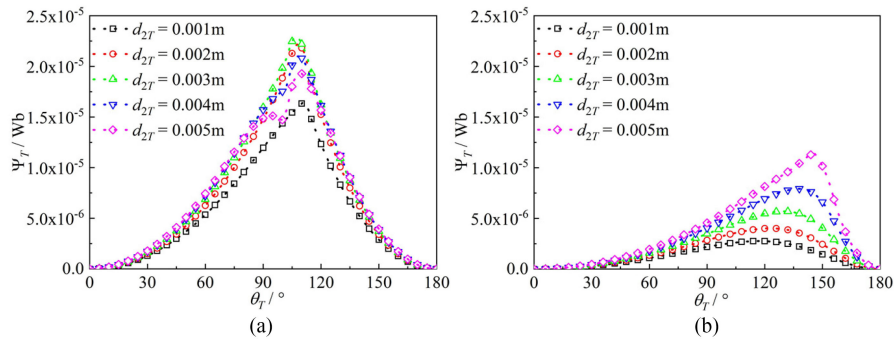 2.5x10⁻⁵
2.0x10⁻⁵
1.5x10⁻⁵
1.0x10⁻⁵
5.0x10⁻⁶
0.0
Ψ_T / Wb
d_2T = 0.001m
d_2T = 0.002m
d_2T = 0.003m
d_2T = 0.004m
d_2T = 0.005m
0 30 60 90 120 150 180
θ_T / °
(a)
2.5x10⁻⁵
2.0x10⁻⁵
1.5x10⁻⁵
1.0x10⁻⁵
5.0x10⁻⁶
0.0
Ψ_T / Wb
d_2T = 0.001m
d_2T = 0.002m
d_2T = 0.003m
d_2T = 0.004m
d_2T = 0.005m
0 30 60 90 120 150 180
θ_T / °
(b)